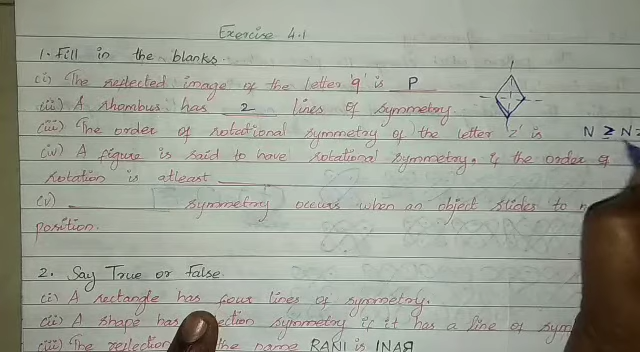 Exercise 4.1
1. Fill in the blanks
(i) The reflected image of the letter 'q' is P
(ii) A rhombus has 2 lines of symmetry.
(iii) The order of rotational symmetry of the letter 'z' is N
(iv) A figure is said to have rotational symmetry, if the order of
rotation is atleast
(v) symmetry occurs when an object slides to
position.
2. Say True or False.
(i) A rectangle has four lines of symmetry.
(ii) A shape has reflection symmetry if it has a line of
(iii) The reflection the name RANI is INAЯ